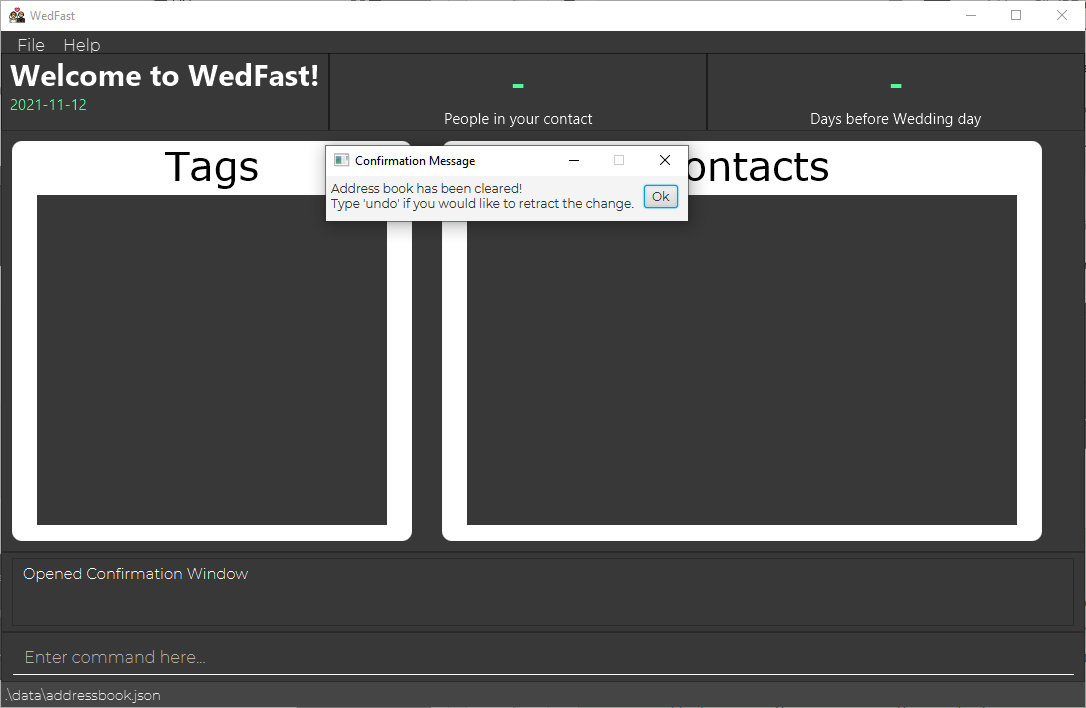 WedFast
File Help
Welcome to WedFast!
2021-11-12
-
People in your contact
-
Days before Wedding day
Tags
ontacts
Confirmation Message
Address book has been cleared!
Type 'undo' if you would like to retract the change.
Ok
Opened Confirmation Window
Enter command here...
.\data\addressbook.json